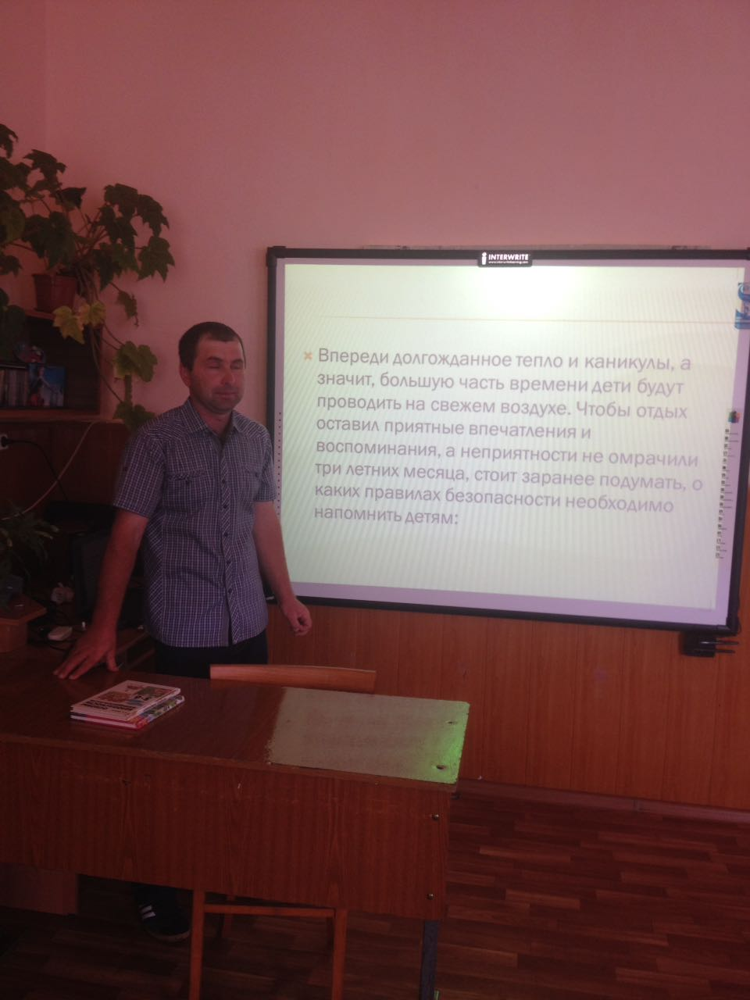 INTERWRITE
Впереди долгожданное тепло и каникулы, а
значит, большую часть времени дети будут
проводить на свежем воздухе. Чтобы отдых
оставил приятные впечатления и
воспоминания, а неприятности не омрачили
три летних месяца, стоит заранее подумать, о
каких правилах безопасности необходимо
напомнить детям: